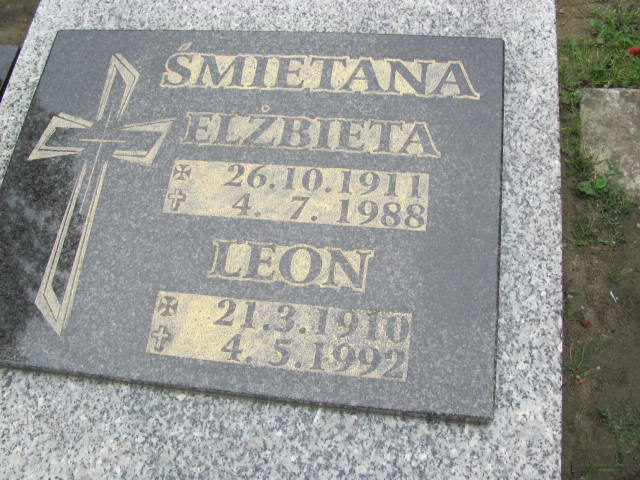 ŚMIETANA
ELŻBIETA
26.10.1911
4. 7. 1988
LEON
21.3.1910
4. 5.1992